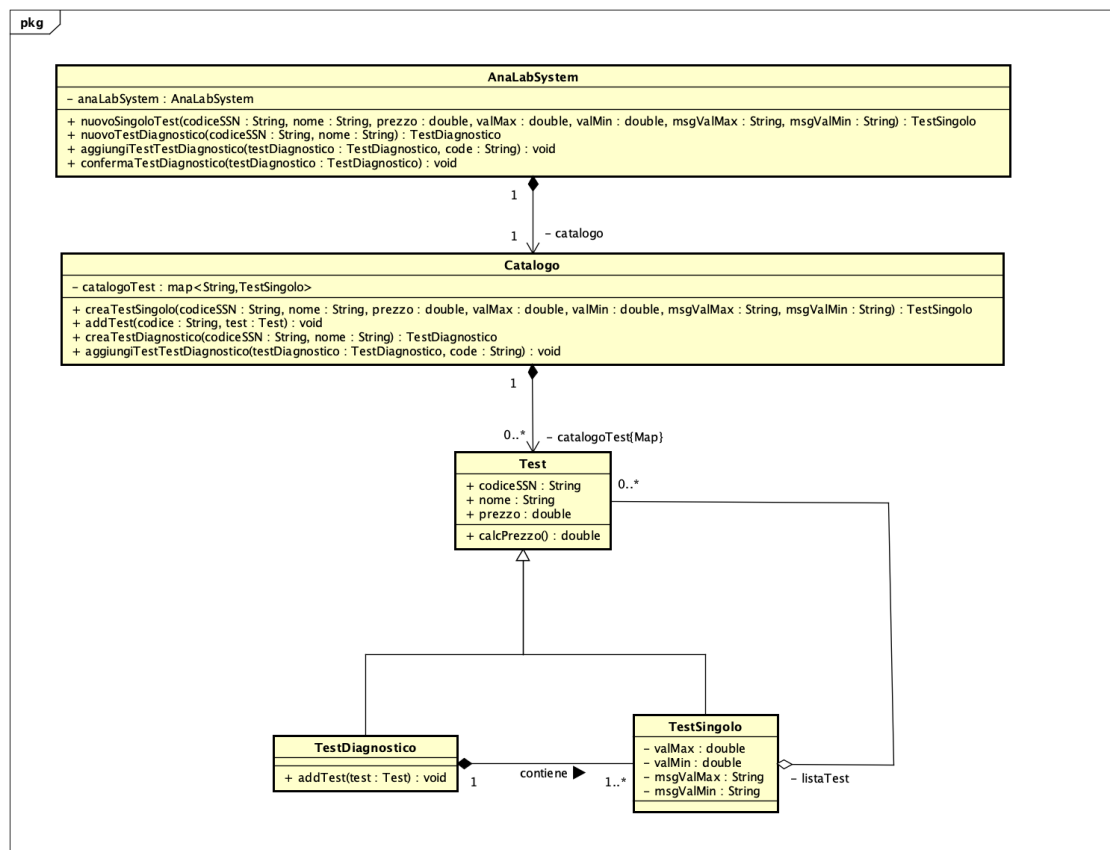 pkg
AnaLabSystem
– anaLabSystem : AnaLabSystem
+ nuovoSingoloTest(codiceSSN : String, nome : String, prezzo : double, valMax : double, valMin : double, msgValMax : String, msgValMin : String) : TestSingolo
+ nuovoTestDiagnostico(codiceSSN : String, nome : String) : TestDiagnostico
+ aggiungiTestTestDiagnostico(testDiagnostico : TestDiagnostico, code : String) : void
+ confermaTestDiagnostico(testDiagnostico : TestDiagnostico) : void
1
1
– catalogo
Catalogo
– catalogoTest : map<String,TestSingolo>
+ creaTestSingolo(codiceSSN : String, nome : String, prezzo : double, valMax : double, valMin : double, msgValMax : String, msgValMin : String) : TestSingolo
+ addTest(codice : String, test : Test) : void
+ creaTestDiagnostico(codiceSSN : String, nome : String) : TestDiagnostico
+ aggiungiTestTestDiagnostico(testDiagnostico : TestDiagnostico, code : String) : void
1
0..*
– catalogoTest{Map}
Test
+ codiceSSN : String
+ nome : String
+ prezzo : double
+ calcPrezzo() : double
0..*
TestDiagnostico
+ addTest(test : Test) : void
1
contiene
1..*
TestSingolo
– valMax : double
– valMin : double
– msgValMax : String
– msgValMin : String
– listaTest